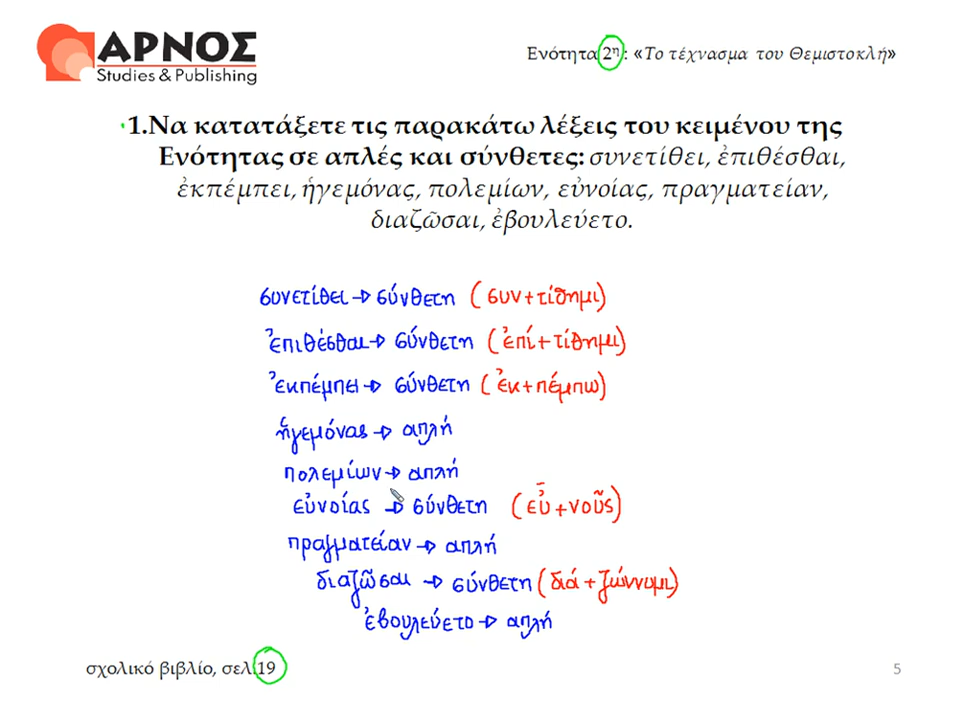 ΑΡΝΟΣ
Studies & Publishing
Ενότητα 2η: «Το τέχνασμα του Θεμιστοκλή»
1.Να κατατάξετε τις παρακάτω λέξεις του κειμένου της
Ενότητας σε απλές και σύνθετες: συνετίθει, ἐπιθέσθαι,
ἐκπέμπει, ἡγεμόνας, πολεμίων, εὐνοίας, πραγματείαν,
διαζῶσαι, ἐβουλεύετο.
συνετίθει → σύνθετη (συν + τίθημι)
ἐπιθέσθαι → σύνθετη (ἐπί + τίθημι)
ἐκπέμπει → σύνθετη (ἐκ + πέμπω)
ἡγεμόνας → απλή
πολεμίων → απλή
εὐνοίας → σύνθετη (εὖ + νοῦς)
πραγματείαν → απλή
διαζῶσαι → σύνθετη (διά + ζώννυμι)
ἐβουλεύετο → απλή
σχολικό βιβλίο, σελ.19
5